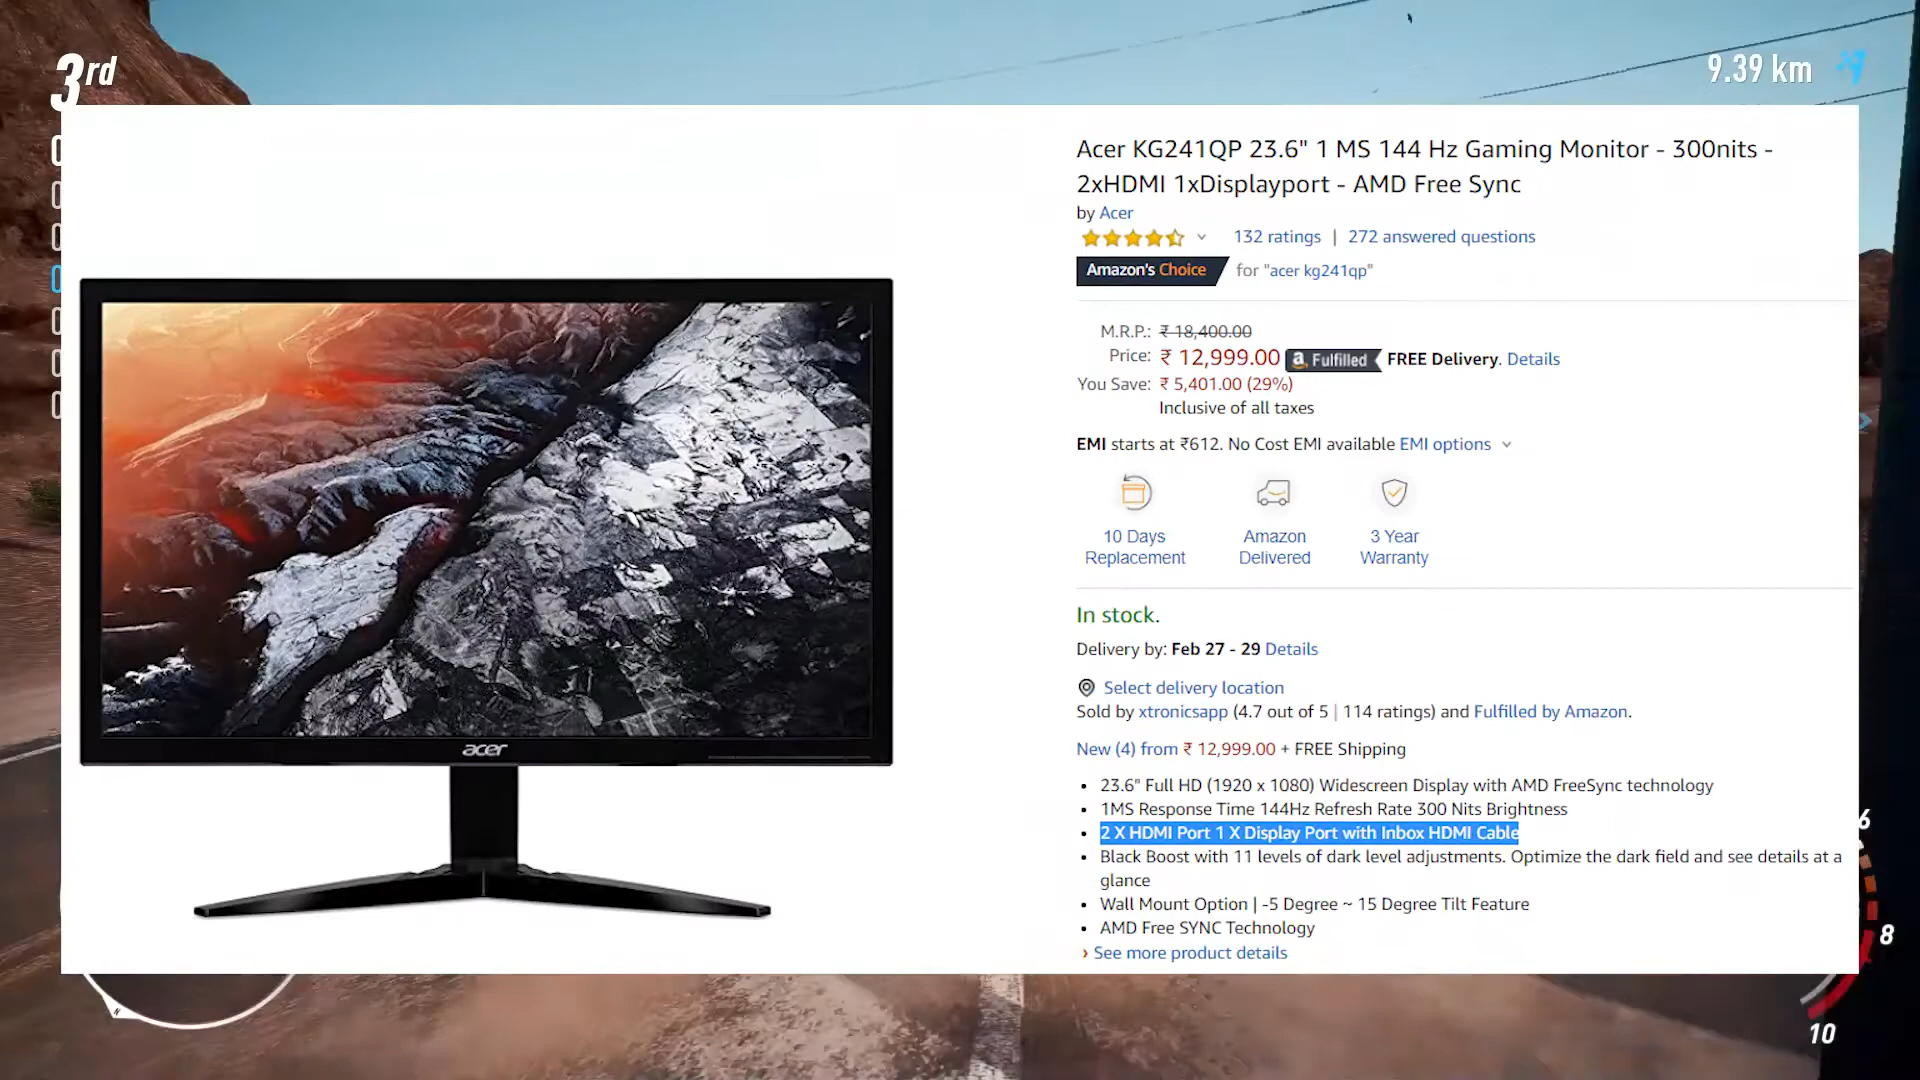 3rd
9.39 km
Acer KG241QP 23.6" 1 MS 144 Hz Gaming Monitor - 300nits -
2xHDMI 1xDisplayport - AMD Free Sync
by Acer
132 ratings | 272 answered questions
Amazon's Choice for "acer kg241qp"
M.R.P.: ₹ 18,400.00
Price: ₹ 12,999.00 a Fulfilled FREE Delivery. Details
You Save: ₹ 5,401.00 (29%)
Inclusive of all taxes
EMI starts at ₹612. No Cost EMI available EMI options
10 Days Replacement
Amazon Delivered
3 Year Warranty
In stock.
Delivery by: Feb 27 - 29 Details
Select delivery location
Sold by xtronicsapp (4.7 out of 5 | 114 ratings) and Fulfilled by Amazon.
New (4) from ₹ 12,999.00 + FREE Shipping
• 23.6" Full HD (1920 x 1080) Widescreen Display with AMD FreeSync technology
• 1MS Response Time 144Hz Refresh Rate 300 Nits Brightness
• 2 X HDMI Port 1 X Display Port with Inbox HDMI Cable
• Black Boost with 11 levels of dark level adjustments. Optimize the dark field and see details at a
glance
• Wall Mount Option | -5 Degree ~ 15 Degree Tilt Feature
• AMD Free SYNC Technology
› See more product details
acer
6
8
10
N